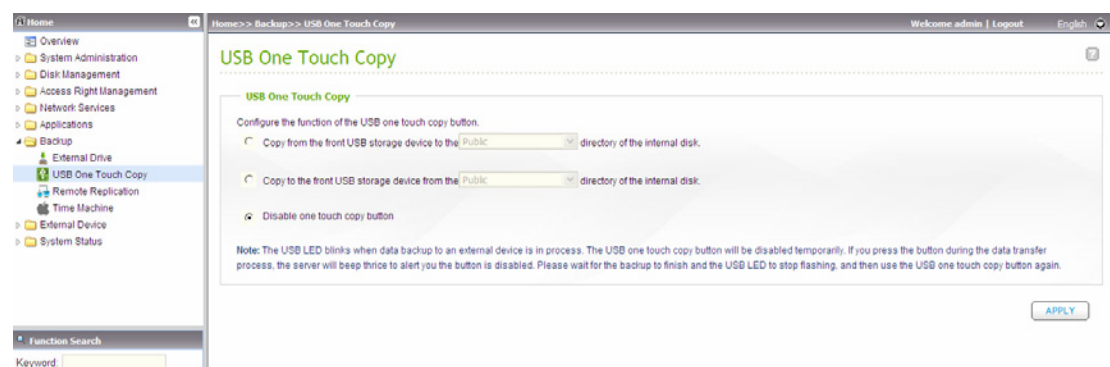 Home
Home>> Backup>> USB One Touch Copy
Welcome admin | Logout
English
Overview
System Administration
Disk Management
Access Right Management
Network Services
Applications
Backup
External Drive
USB One Touch Copy
Remote Replication
Time Machine
External Device
System Status
Function Search
Keyword:
USB One Touch Copy
USB One Touch Copy
Configure the function of the USB one touch copy button.
Copy from the front USB storage device to the Public directory of the internal disk.
Copy to the front USB storage device from the Public directory of the internal disk.
Disable one touch copy button
Note: The USB LED blinks when data backup to an external device is in process. The USB one touch copy button will be disabled temporarily. If you press the button during the data transfer
process, the server will beep thrice to alert you the button is disabled. Please wait for the backup to finish and the USB LED to stop flashing, and then use the USB one touch copy button again.
APPLY